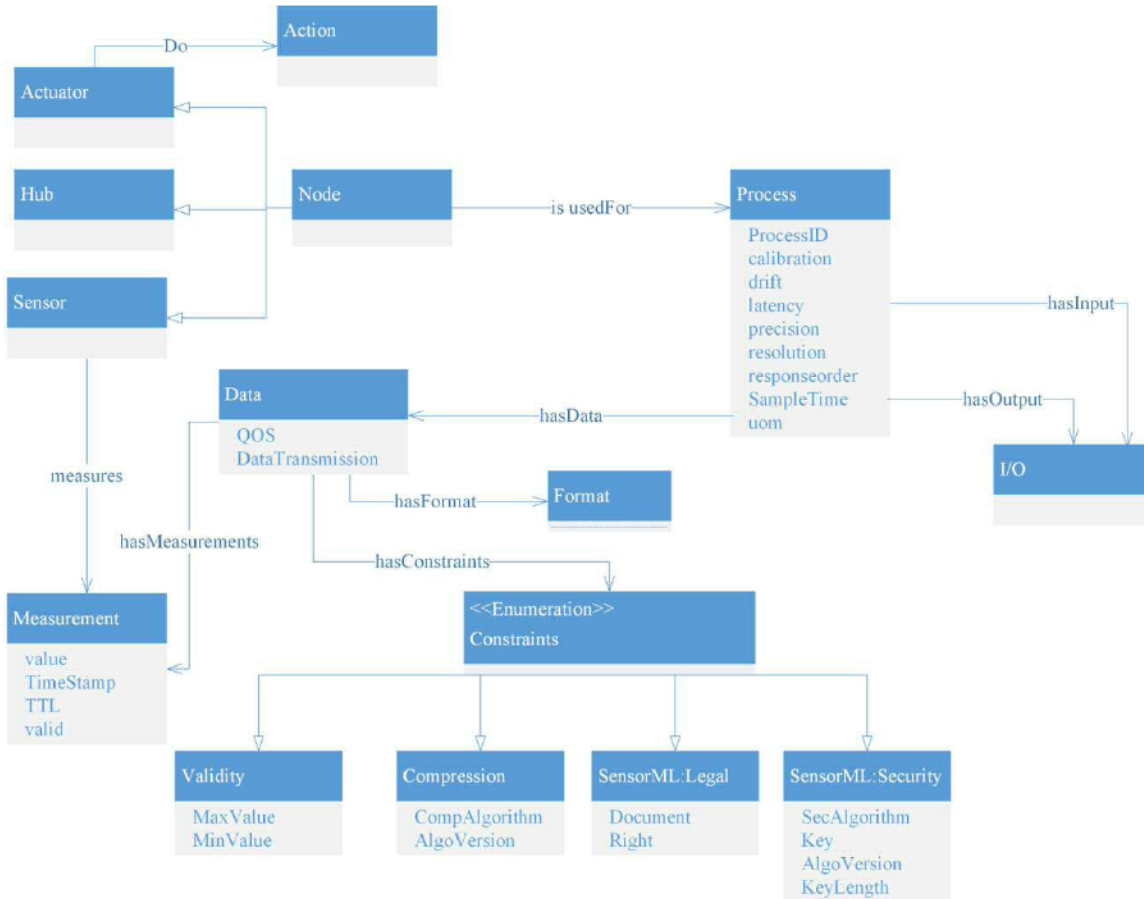 Action
Do
Actuator
Hub
Node
is usedFor
Process
ProcessID
calibration
drift
latency
precision
resolution
responseorder
SampleTime
uom
hasInput
hasOutput
I/O
Sensor
Data
QOS
DataTransmission
hasData
measures
hasFormat
Format
hasMeasurements
hasConstraints
<<Enumeration>>
Constraints
Measurement
value
TimeStamp
TTL
valid
Validity
MaxValue
MinValue
Compression
CompAlgorithm
AlgoVersion
SensorML:Legal
Document
Right
SensorML:Security
SecAlgorithm
Key
AlgoVersion
KeyLength